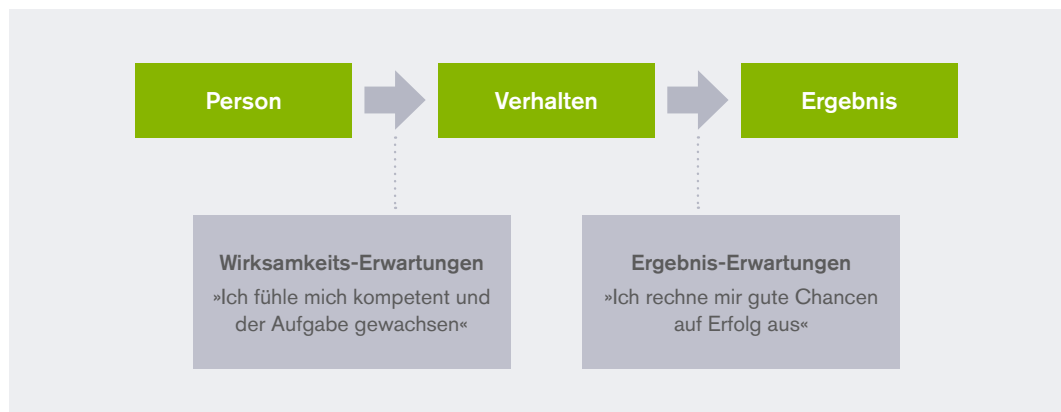 Person
Verhalten
Ergebnis
Wirksamkeits-Erwartungen
»Ich fühle mich kompetent und
der Aufgabe gewachsen«
Ergebnis-Erwartungen
»Ich rechne mir gute Chancen
auf Erfolg aus«